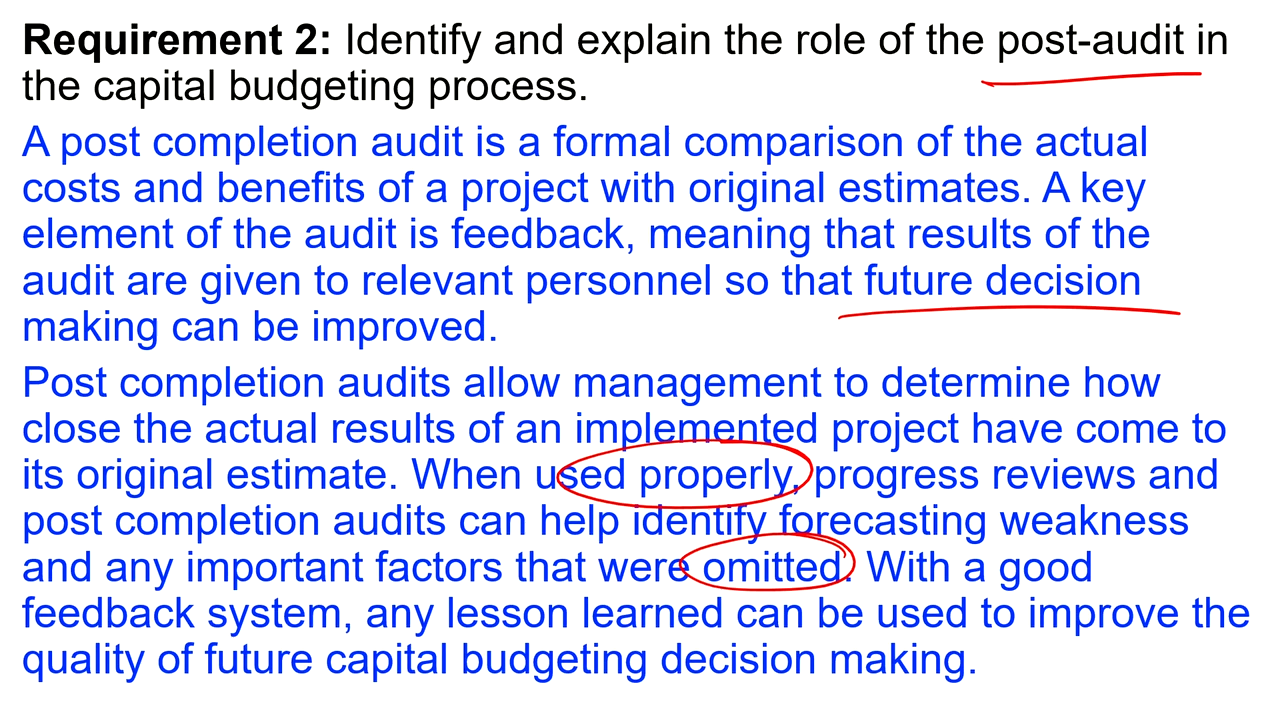 Requirement 2: Identify and explain the role of the post-audit in
the capital budgeting process.
A post completion audit is a formal comparison of the actual
costs and benefits of a project with original estimates. A key
element of the audit is feedback, meaning that results of the
audit are given to relevant personnel so that future decision
making can be improved.
Post completion audits allow management to determine how
close the actual results of an implemented project have come to
its original estimate. When used properly, progress reviews and
post completion audits can help identify forecasting weakness
and any important factors that were omitted. With a good
feedback system, any lesson learned can be used to improve the
quality of future capital budgeting decision making.